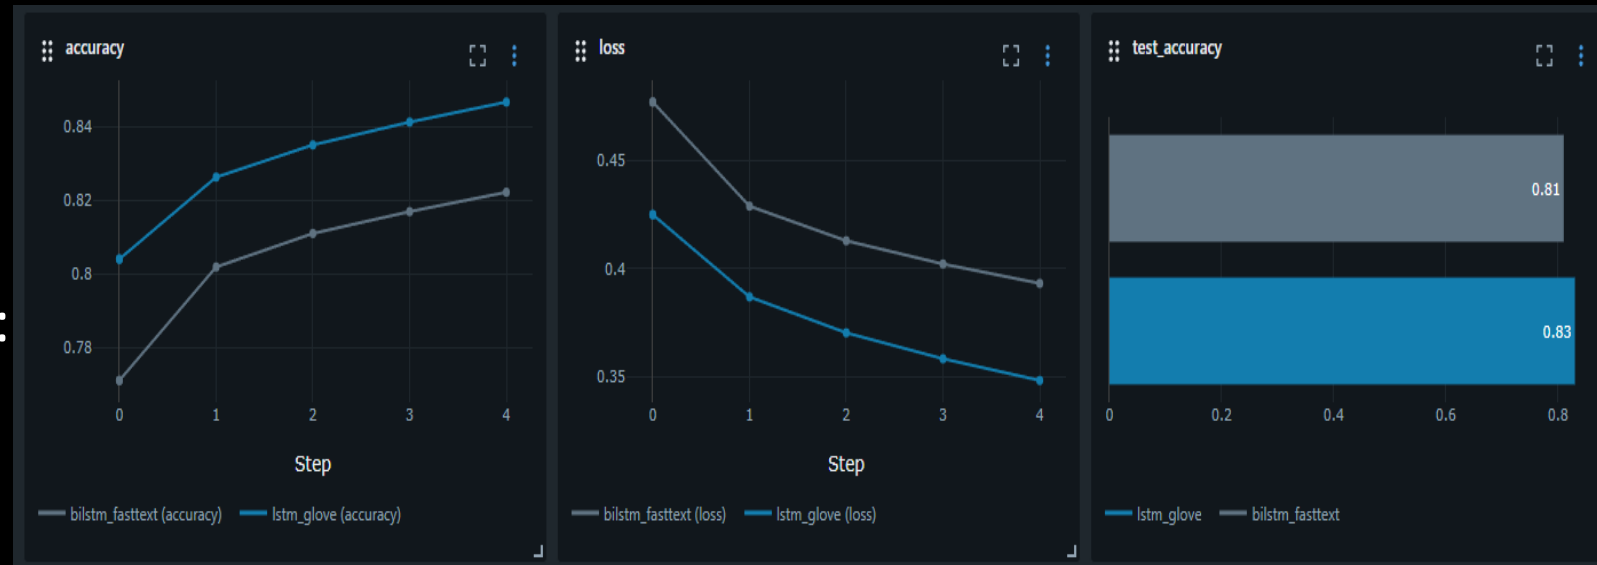 accuracy
0.84
0.82
0.8
0.78
0 1 2 3 4
Step
bilstm_fasttext (accuracy) lstm_glove (accuracy)
loss
0.45
0.4
0.35
0 1 2 3 4
Step
bilstm_fasttext (loss) lstm_glove (loss)
test_accuracy
0.81
0.83
0 0.2 0.4 0.6 0.8
lstm_glove bilstm_fasttext